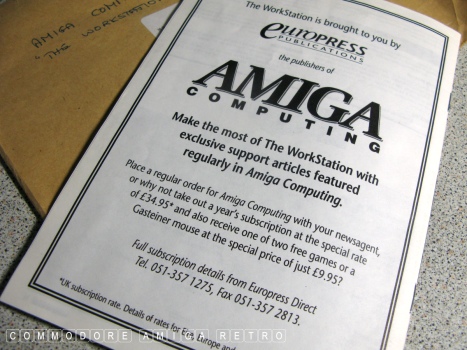 AMIGA COM
"THE WORKSTATION
The WorkStation is brought to you by
europress
PUBLICATIONS
the publishers of
AMIGA
COMPUTING
Make the most of The WorkStation with
exclusive support articles featured
regularly in Amiga Computing.
Place a regular order for Amiga Computing with your newsagent,
or why not take out a year's subscription at the special rate
of £34.95* and also receive one of two free games or a
Gasteiner mouse at the special price of just £9.95?
Full subscription details from Europress Direct
Tel. 051-357 1275, Fax 051-357 2813.
*UK subscription rate. Details of rates for Europe and
COMMODORE AMIGA RETRO